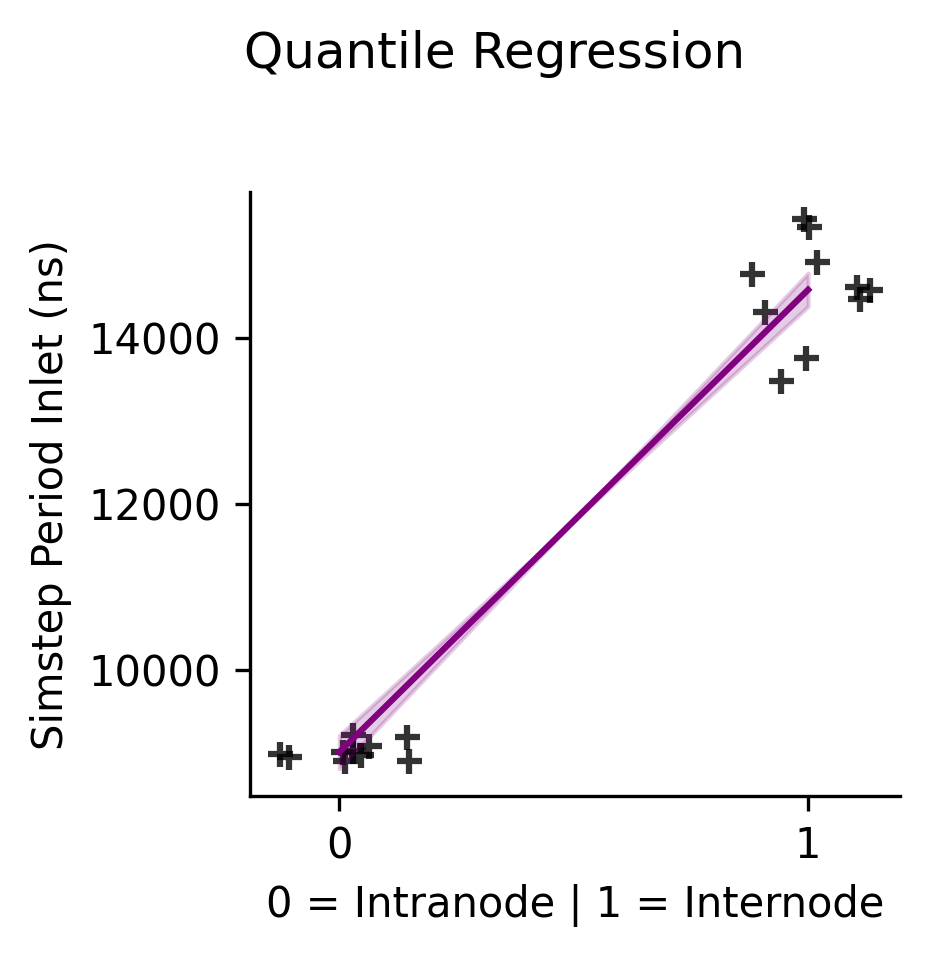 Quantile Regression
Simstep Period Inlet (ns)
14000
12000
10000
0 1
0 = Intranode | 1 = Internode